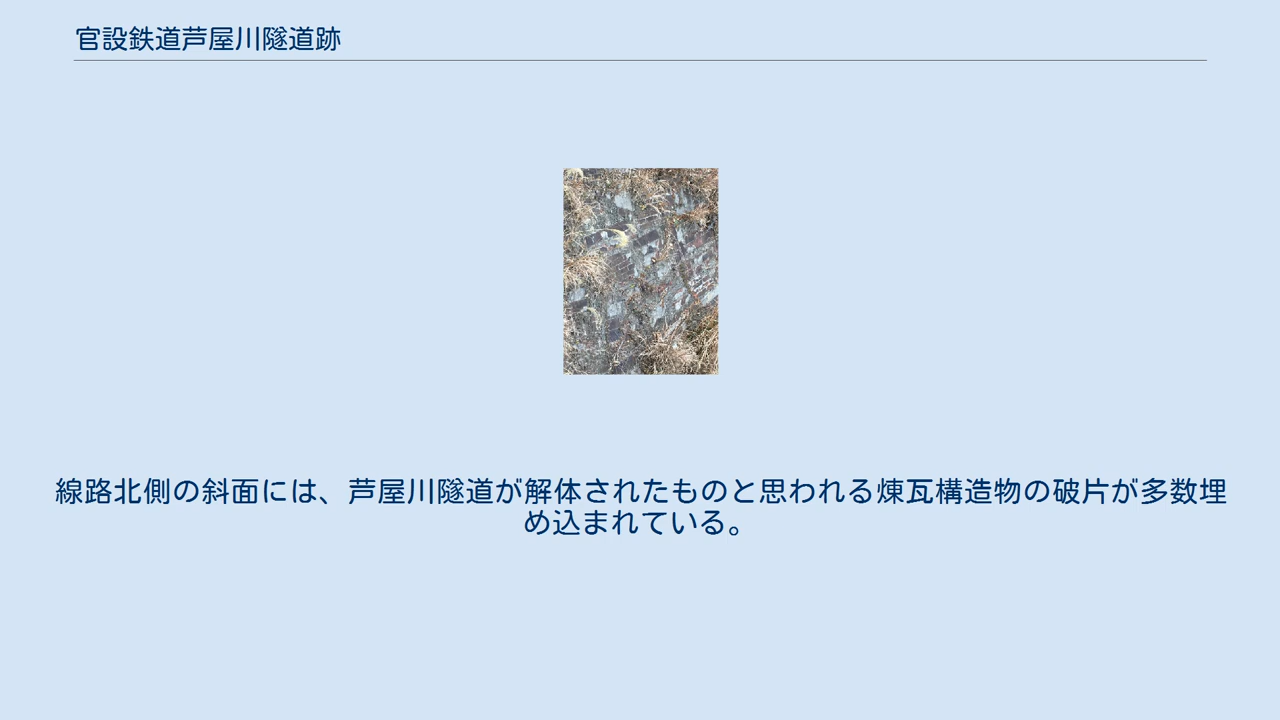 官設鉄道芦屋川隧道跡
線路北側の斜面には、芦屋川隧道が解体されたものと思われる煉瓦構造物の破片が多数埋
め込まれている。